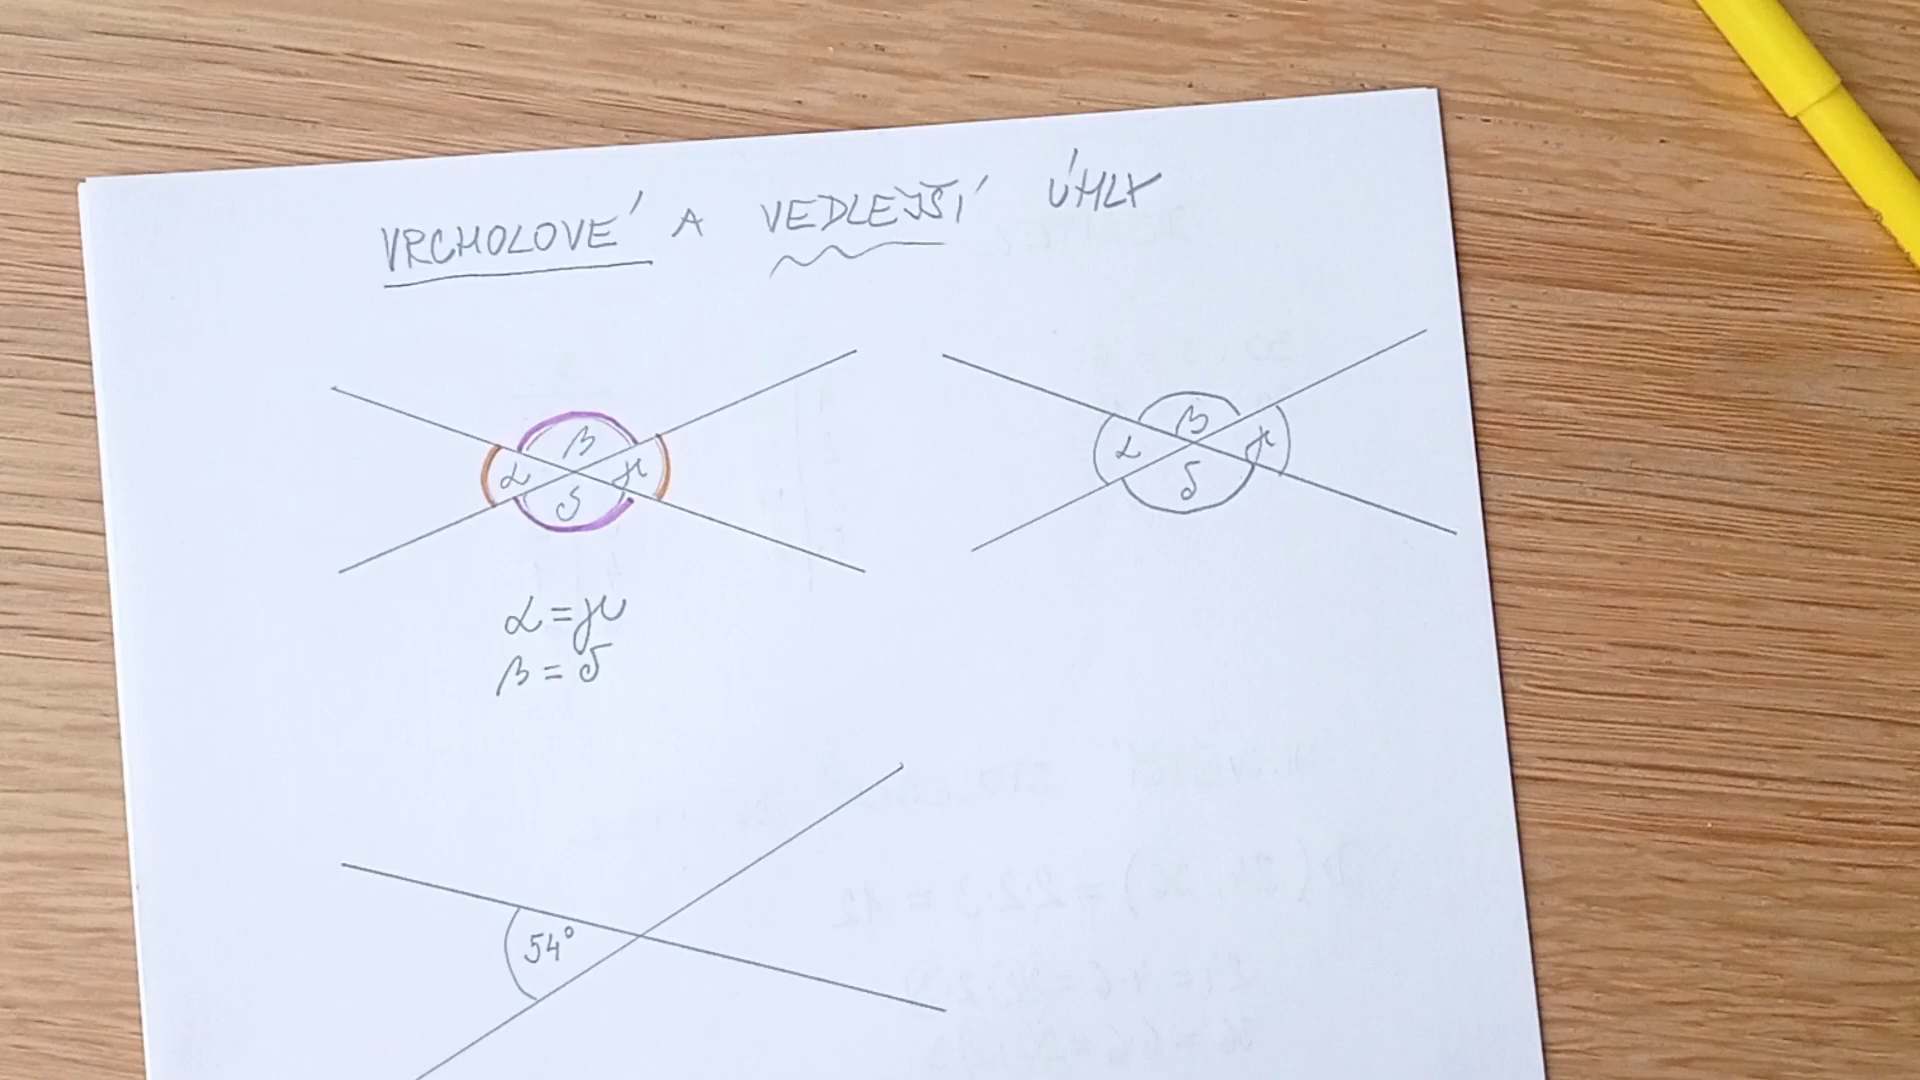 VRCHOLOVÉ A VEDLEJŠÍ ÚHLY
β
α γ
δ
β
α γ
δ
α = γ
β = δ
54°